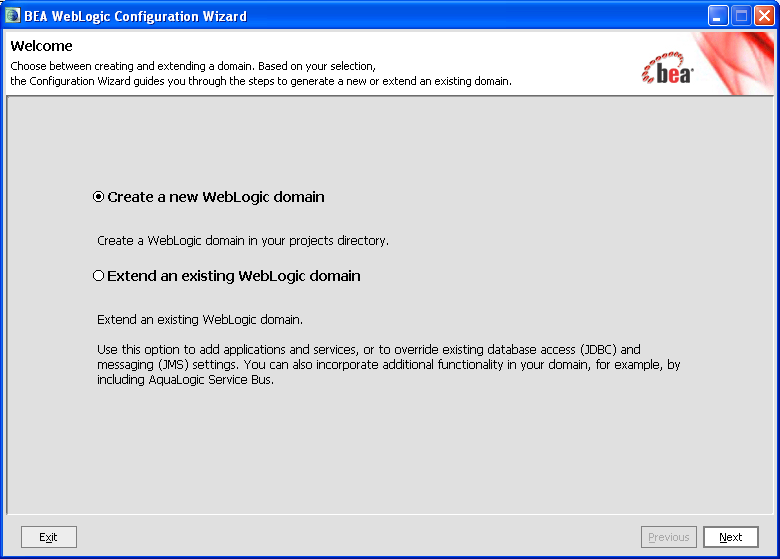 BEA WebLogic Configuration Wizard
Welcome
Choose between creating and extending a domain. Based on your selection,
the Configuration Wizard guides you through the steps to generate a new or extend an existing domain.
bea
Create a new WebLogic domain
Create a WebLogic domain in your projects directory.
Extend an existing WebLogic domain
Extend an existing WebLogic domain.
Use this option to add applications and services, or to override existing database access (JDBC) and
messaging (JMS) settings. You can also incorporate additional functionality in your domain, for example, by
including AquaLogic Service Bus.
Exit
Previous
Next